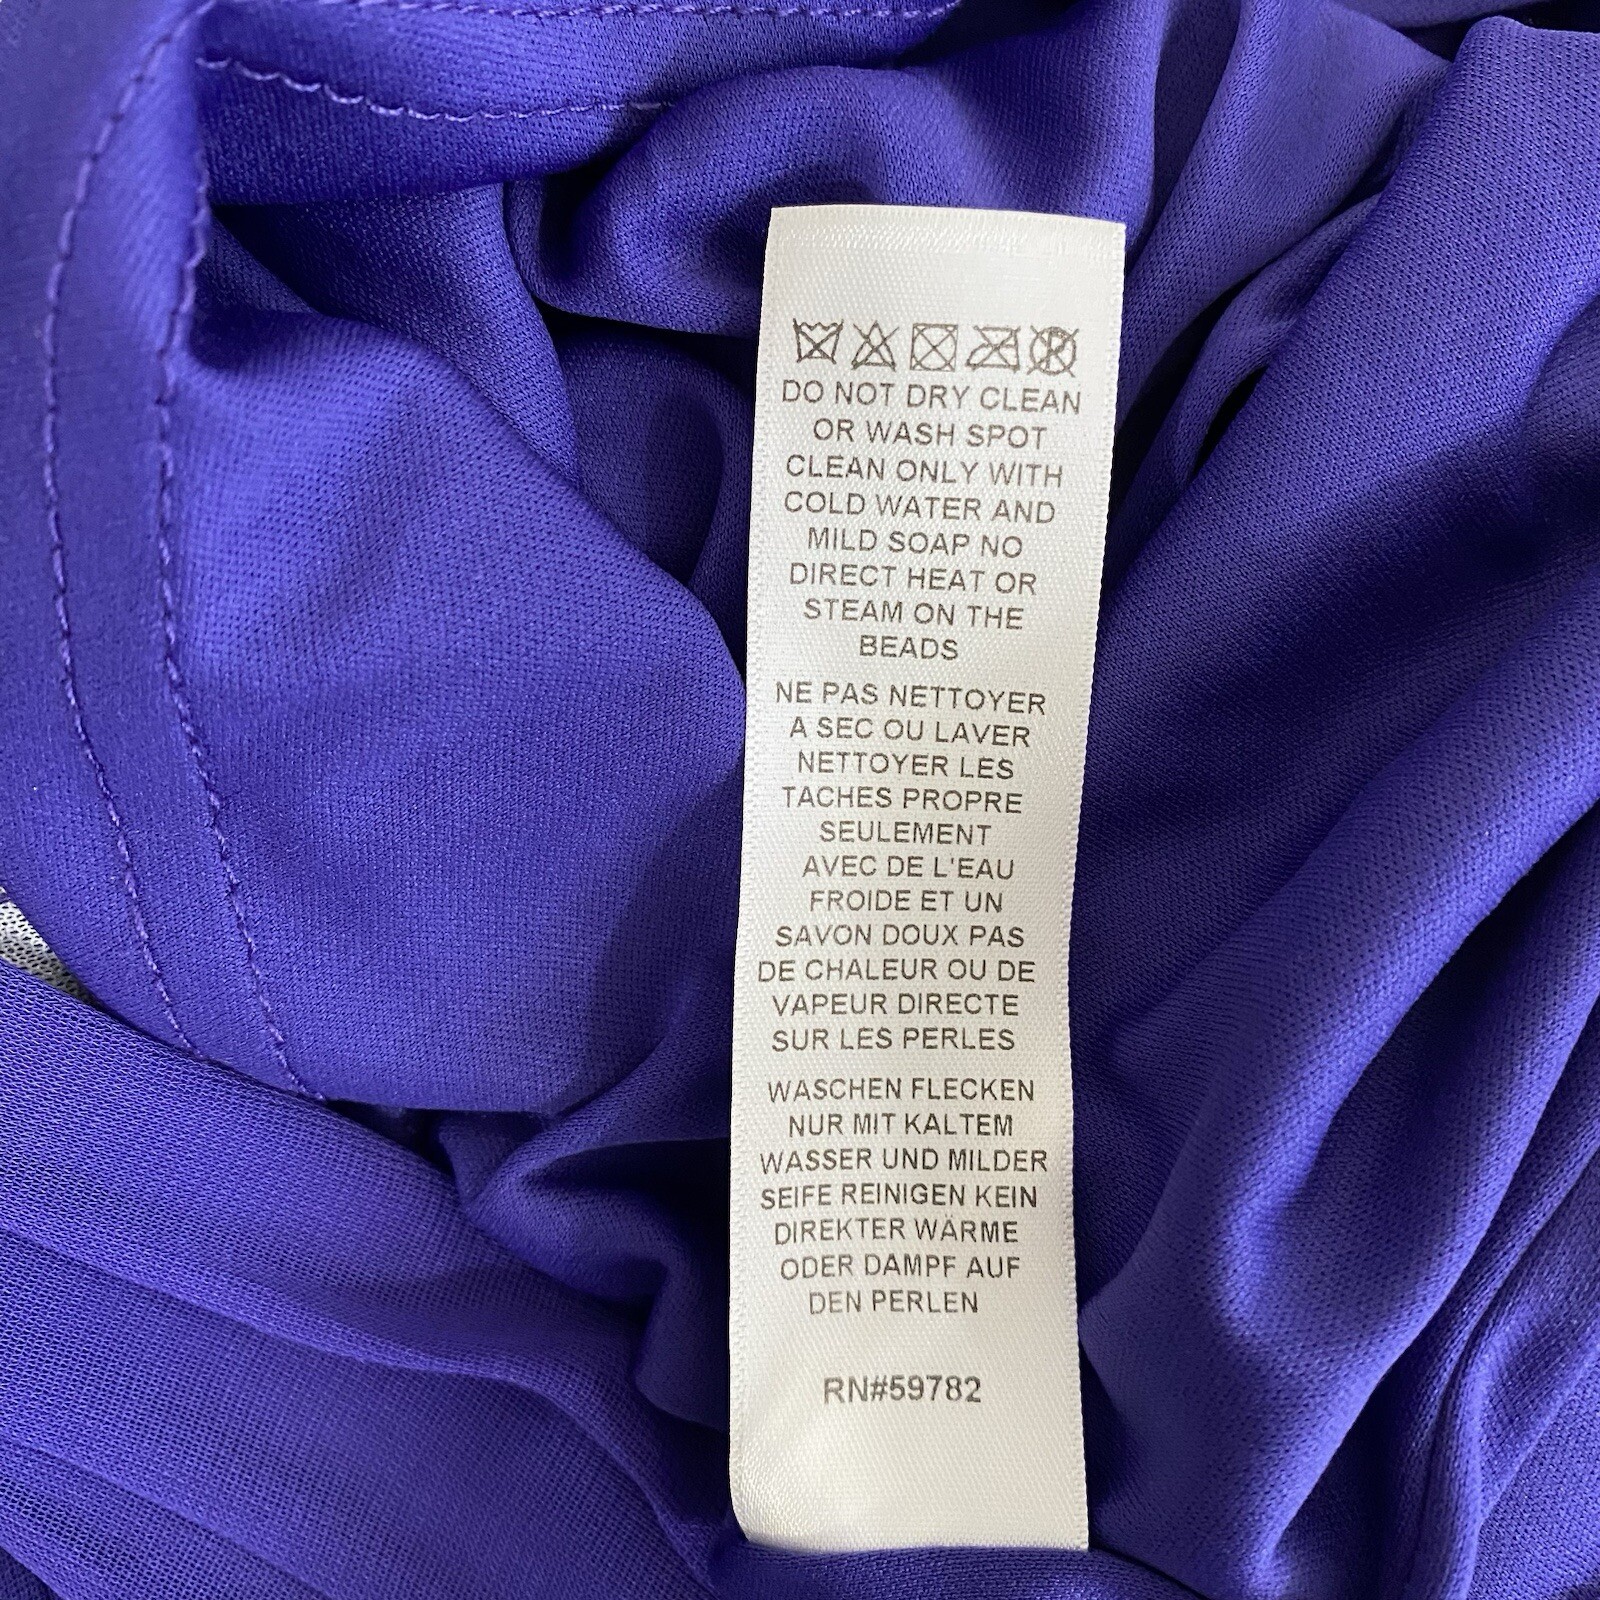 DO NOT DRY CLEAN
OR WASH SPOT
CLEAN ONLY WITH
COLD WATER AND
MILD SOAP NO
DIRECT HEAT OR
STEAM ON THE
BEADS
NE PAS NETTOYER
A SEC OU LAVER
NETTOYER LES
TACHES PROPRE
SEULEMENT
AVEC DE L'EAU
FROIDE ET UN
SAVON DOUX PAS
DE CHALEUR OU DE
VAPEUR DIRECTE
SUR LES PERLES
WASCHEN FLECKEN
NUR MIT KALTEM
WASSER UND MILDER
SEIFE REINIGEN KEIN
DIREKTER WÄRME
ODER DAMPF AUF
DEN PERLEN
RN#59782